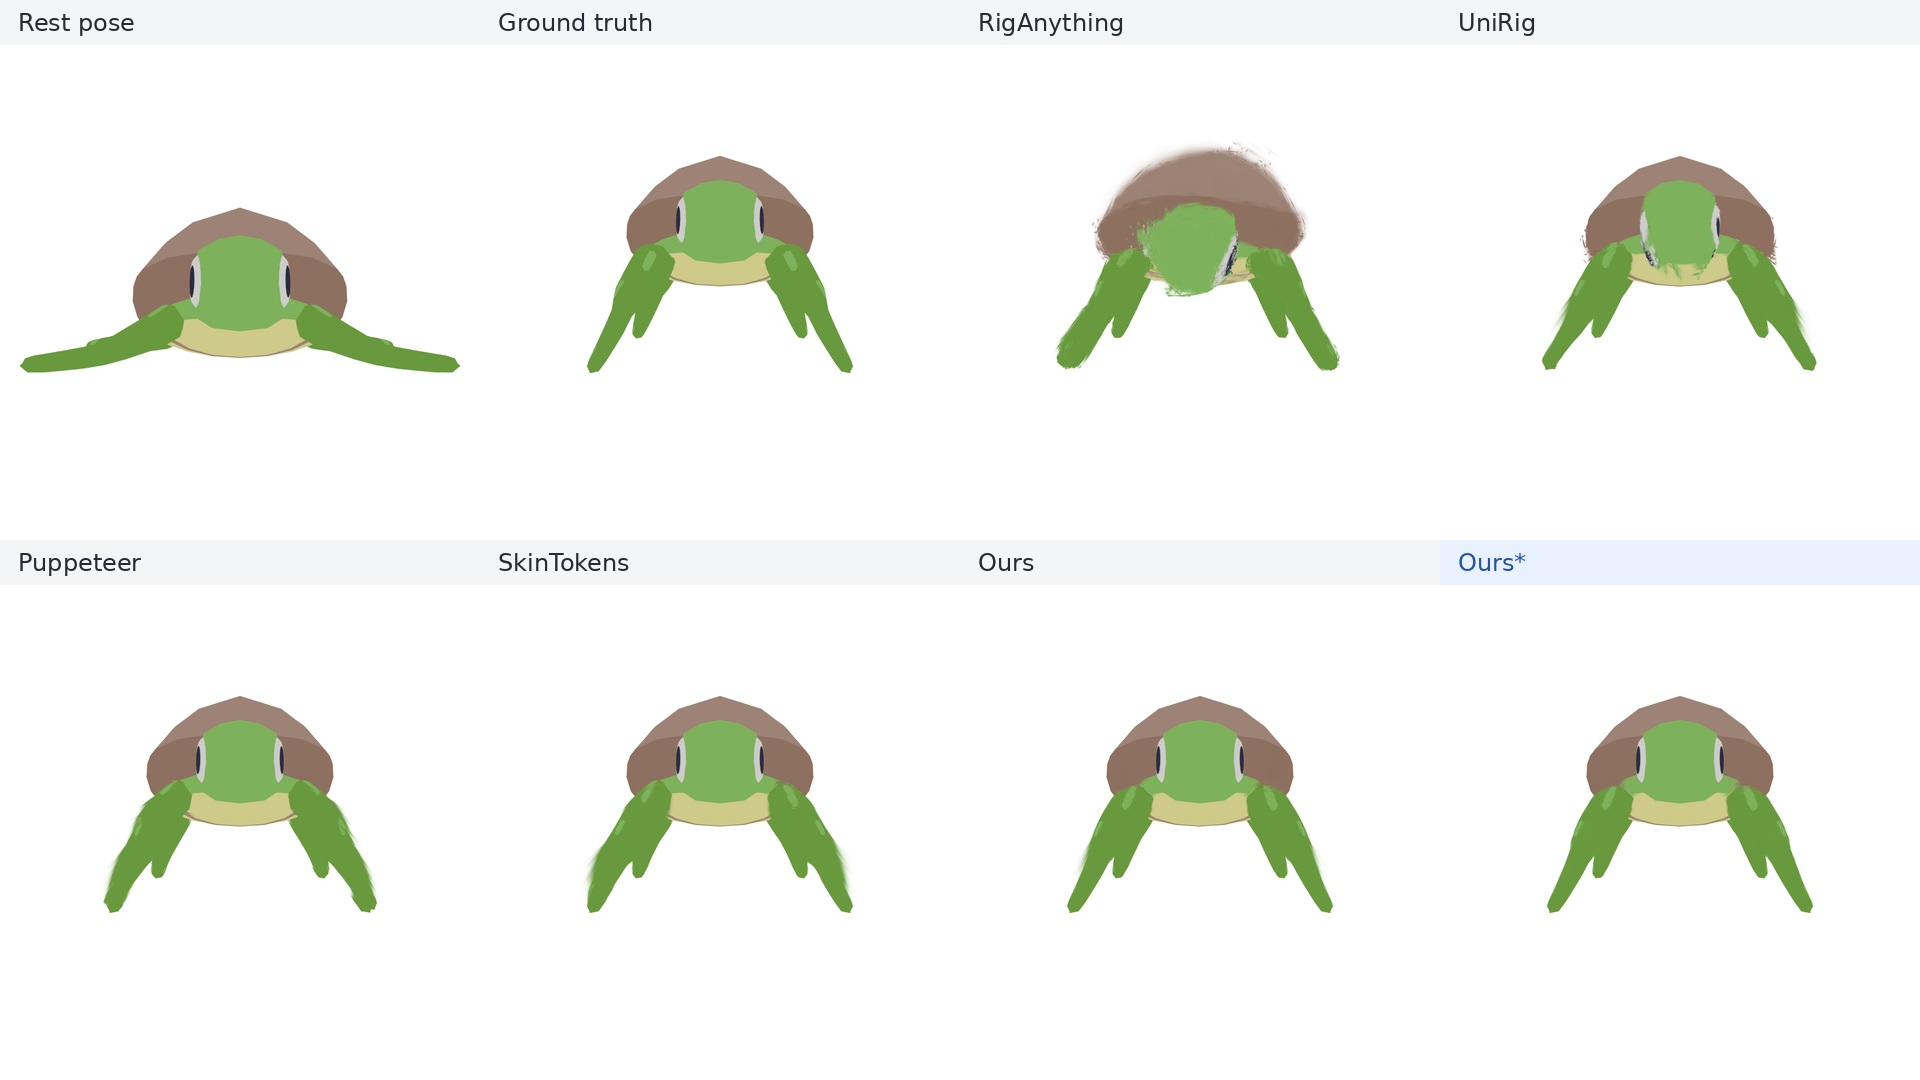 Rest pose
Ground truth
RigAnything
UniRig
Puppeteer
SkinTokens
Ours
Ours*